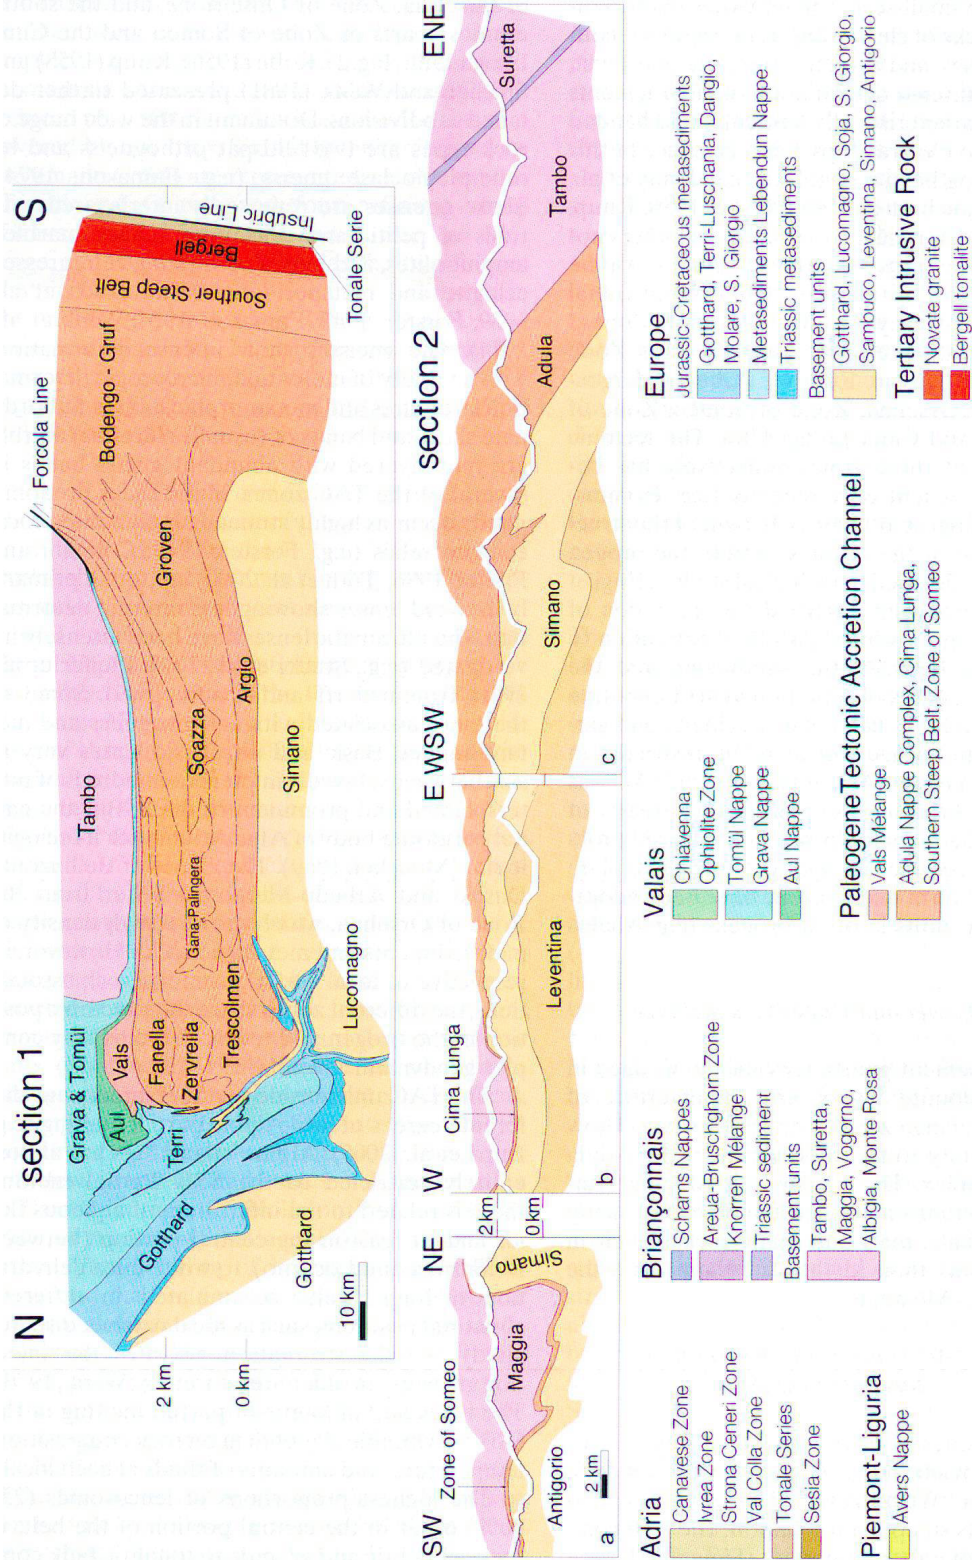 N
section 1
S
Grava & Tomül
Aul
Vals
Fanella
Zervreila
Terri
Trescolmen
Gotthard
Gotthard
Lucomagno
Gana-Palingera
Tambo
Soazza
Argio
Simano
Groven
Forcola Line
Bodengo - Gruf
Souther Steep Belt
Bergell
Insubric Line
Tonale Serie
2 km
0 km
10 km
SW
Zone of Someo
NE
Maggia
Simano
Antigorio
a
2 km
W
Cima Lunga
E
2 km
0 km
Leventina
b
WSW
section 2
ENE
Simano
Adula
Tambo
Suretta
c
Adria
Canavese Zone
Ivrea Zone
Strona Ceneri Zone
Val Colla Zone
Tonale Series
Sesia Zone
Piemont-Liguria
Avers Nappe
Briançonnais
Schams Nappes
Areua-Bruschghorn Zone
Knorren Mélange
Triassic sediment
Basement units
Tambo, Suretta,
Maggia, Vogorno,
Albigia, Monte Rosa
Valais
Chiavenna
Ophiolite Zone
Tomül Nappe
Grava Nappe
Aul Nappe
PaleogeneTectonic Accretion Channel
Vals Mélange
Adula Nappe Complex, Cima Lunga,
Southern Steep Belt, Zone of Someo
Europe
Jurassic-Cretaceous metasediments
Gotthard, Terri-Luschania, Dangio,
Molare, S. Giorgio
Metasediments Lebendun Nappe
Triassic metasediments
Basement units
Gotthard, Lucomagno, Soja, S. Giorgio,
Sambuco, Leventina, Simano, Antigorio
Tertiary Intrusive Rock
Novate granite
Bergell tonalite